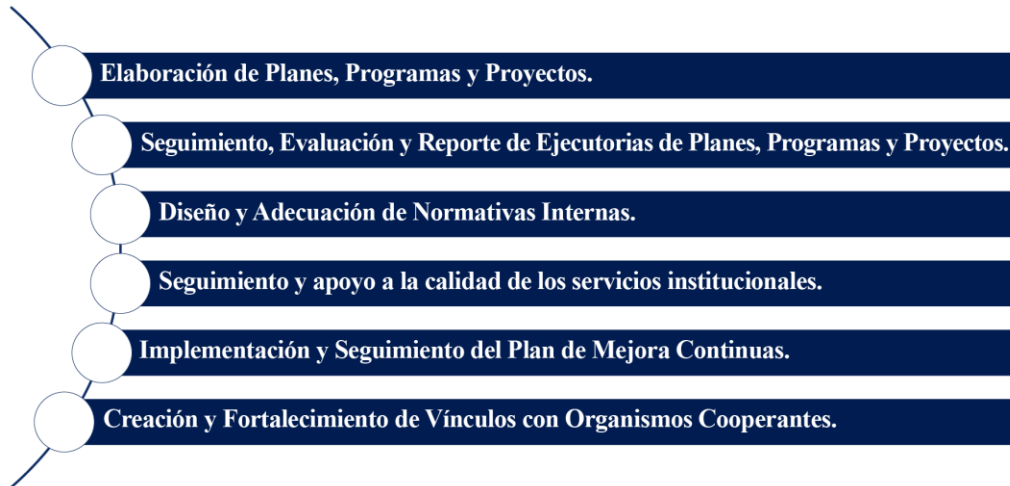 Elaboración de Planes, Programas y Proyectos.
Seguimiento, Evaluación y Reporte de Ejecutorias de Planes, Programas y Proyectos.
Diseño y Adecuación de Normativas Internas.
Seguimiento y apoyo a la calidad de los servicios institucionales.
Implementación y Seguimiento del Plan de Mejora Continuas.
Creación y Fortalecimiento de Vínculos con Organismos Cooperantes.